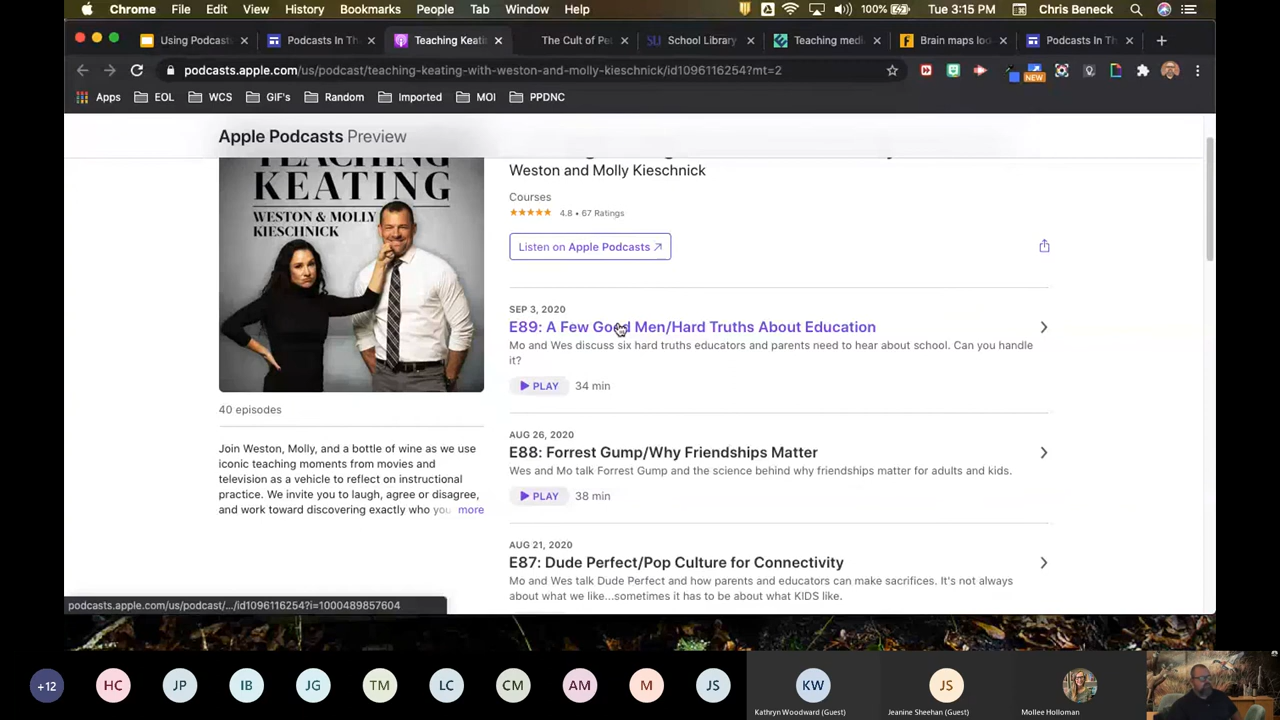 Chrome File Edit View History Bookmarks People Tab Window Help 100% Tue 3:15 PM Chris Beneck
Using Podcast Podcasts In Th Teaching Keati The Cult of Pe School Library Teaching medi Brain maps loo Podcasts In Th
podcasts.apple.com/us/podcast/teaching-keating-with-weston-and-molly-kieschnick/id1096116254?mt=2
NEW
Apps EOL WCS GIF's Random Imported MOI PPDNC
Apple Podcasts Preview
TEACHING
KEATING
WESTON & MOLLY
KIESCHNICK
Weston and Molly Kieschnick
Courses
4.8 • 67 Ratings
Listen on Apple Podcasts
40 episodes
Join Weston, Molly, and a bottle of wine as we use
iconic teaching moments from movies and
television as a vehicle to reflect on instructional
practice. We invite you to laugh, agree or disagree,
and work toward discovering exactly who you more
SEP 3, 2020
E89: A Few Good Men/Hard Truths About Education
Mo and Wes discuss six hard truths educators and parents need to hear about school. Can you handle
it?
PLAY 34 min
AUG 26, 2020
E88: Forrest Gump/Why Friendships Matter
Wes and Mo talk Forrest Gump and the science behind why friendships matter for adults and kids.
PLAY 38 min
AUG 21, 2020
E87: Dude Perfect/Pop Culture for Connectivity
Mo and Wes talk Dude Perfect and how parents and educators can make sacrifices. It's not always
about what we like...sometimes it has to be about what KIDS like.
podcasts.apple.com/us/podcast/.../id1096116254?i=1000489857604
+12 HC JP IB JG TM LC CM AM M JS KW JS
Kathryn Woodward (Guest) Jeanine Sheehan (Guest) Mollee Holloman